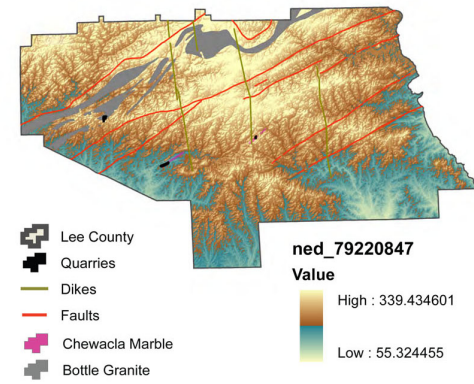 Lee County
Quarries
Dikes
Faults
Chewacla Marble
Bottle Granite
ned_79220847
Value
High : 339.434601
Low : 55.324455